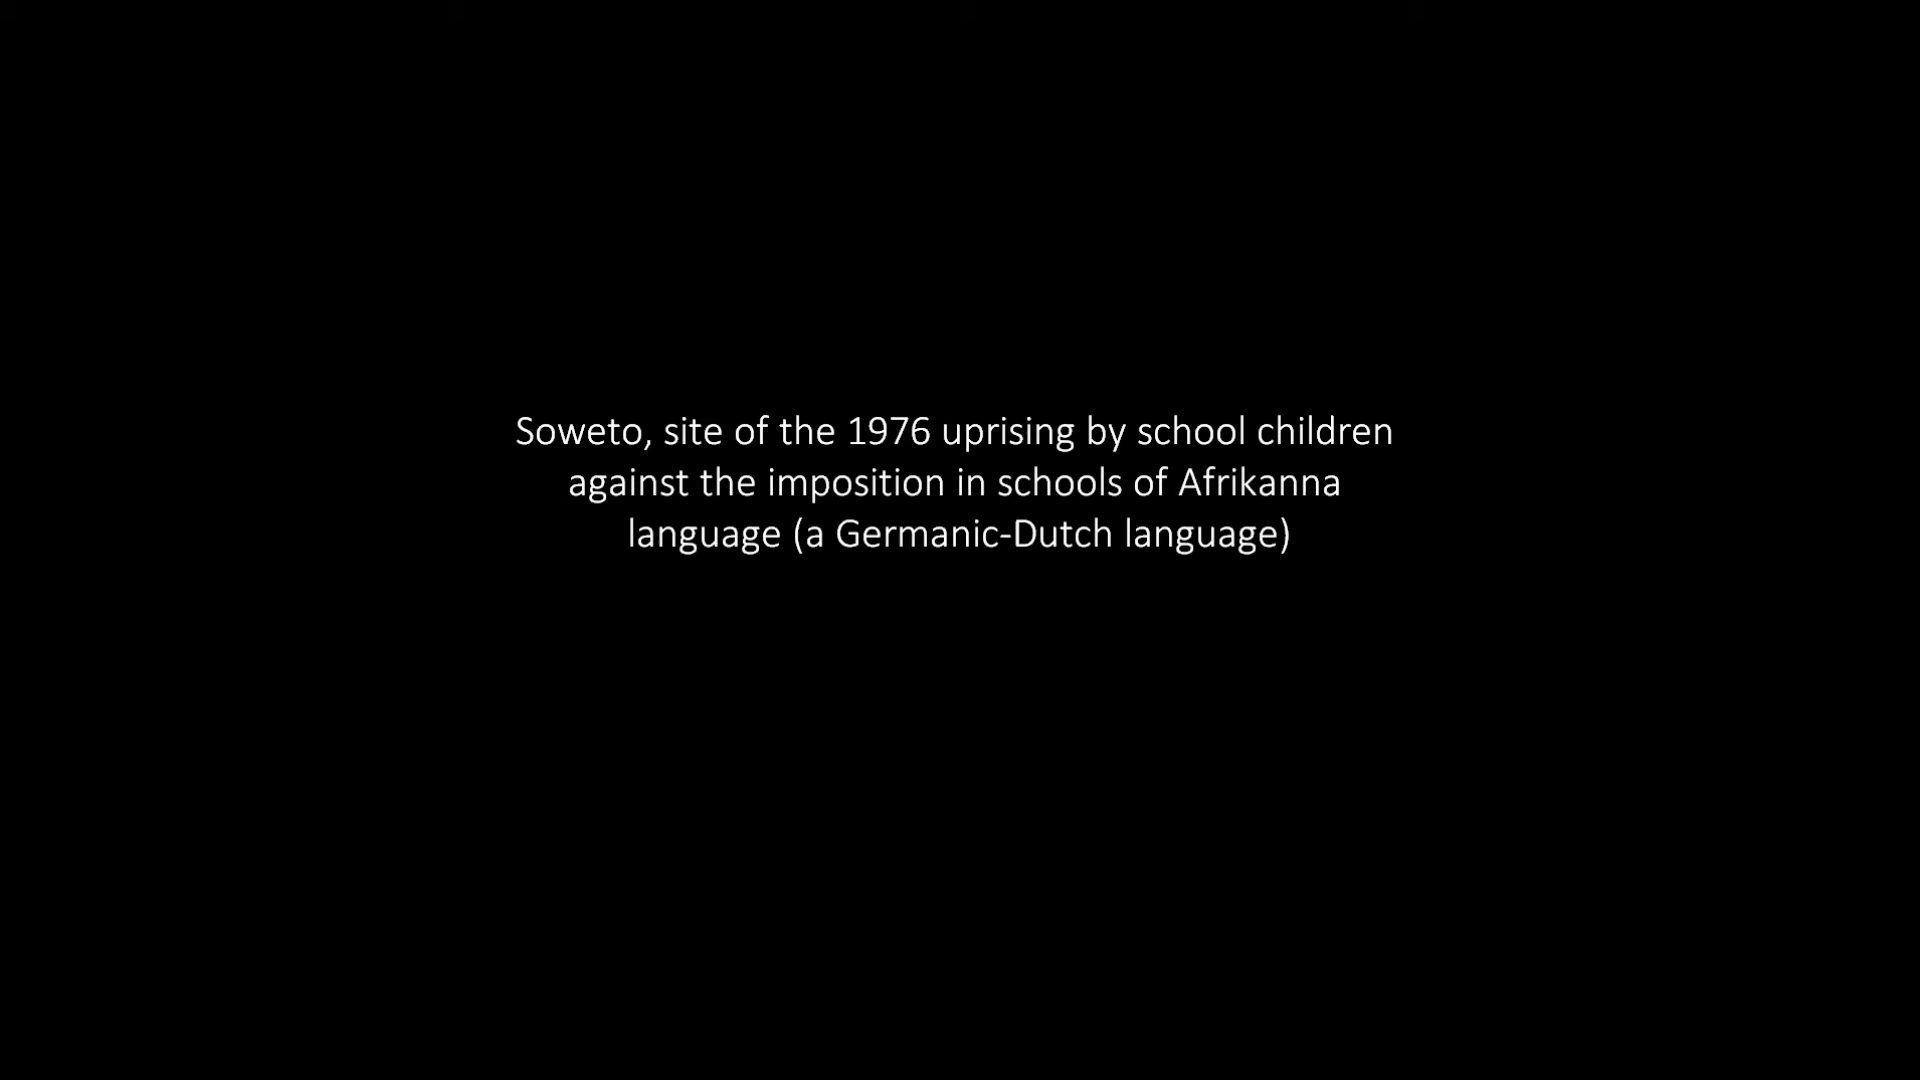 Soweto, site of the 1976 uprising by school children
against the imposition in schools of Afrikanna
language (a Germanic-Dutch language)